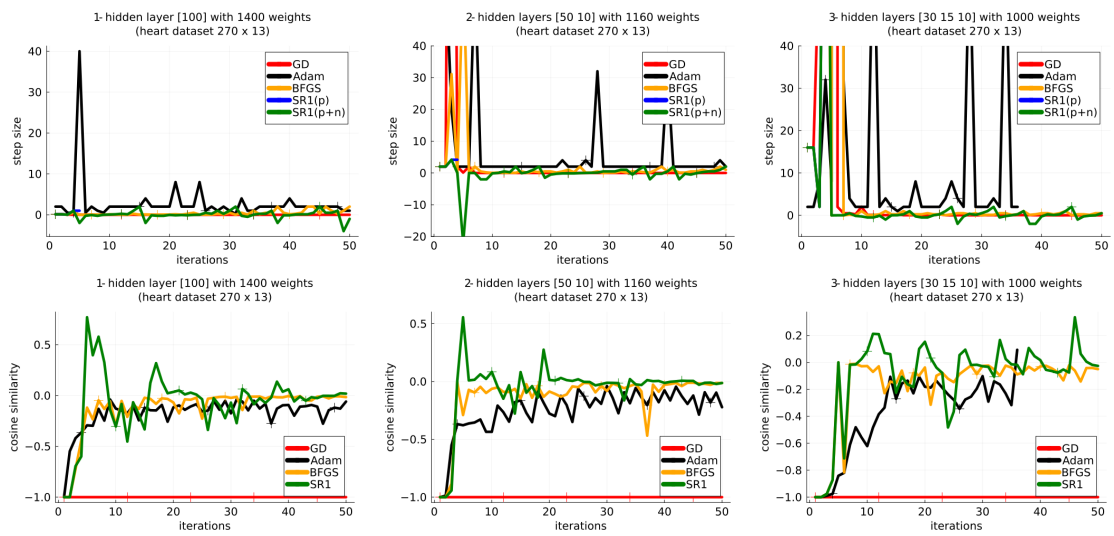 1- hidden layer [100] with 1400 weights
(heart dataset 270 x 13)
step size
40
30
20
10
0
0
10
20
30
40
50
iterations
GD
Adam
BFGS
SR1(p)
SR1(p+n)
2- hidden layers [50 10] with 1160 weights
(heart dataset 270 x 13)
step size
40
30
20
10
0
−10
−20
0
10
20
30
40
50
iterations
GD
Adam
BFGS
SR1(p)
SR1(p+n)
3- hidden layers [30 15 10] with 1000 weights
(heart dataset 270 x 13)
step size
40
30
20
10
0
0
10
20
30
40
50
iterations
GD
Adam
BFGS
SR1(p)
SR1(p+n)
1- hidden layer [100] with 1400 weights
(heart dataset 270 x 13)
cosine similarity
0.5
0.0
−0.5
−1.0
0
10
20
30
40
50
iterations
GD
Adam
BFGS
SR1
2- hidden layers [50 10] with 1160 weights
(heart dataset 270 x 13)
cosine similarity
0.5
0.0
−0.5
−1.0
0
10
20
30
40
50
iterations
GD
Adam
BFGS
SR1
3- hidden layers [30 15 10] with 1000 weights
(heart dataset 270 x 13)
cosine similarity
0.2
0.0
−0.2
−0.4
−0.6
−0.8
−1.0
0
10
20
30
40
50
iterations
GD
Adam
BFGS
SR1